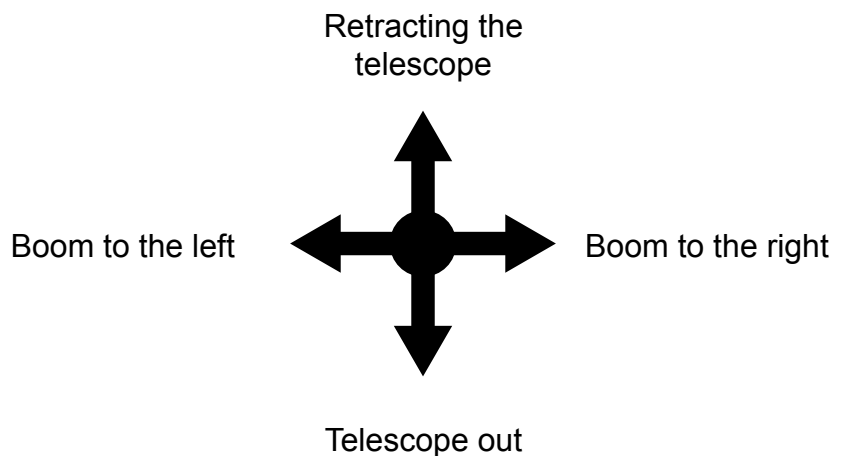 Retracting the
telescope
Boom to the left
Boom to the right
Telescope out